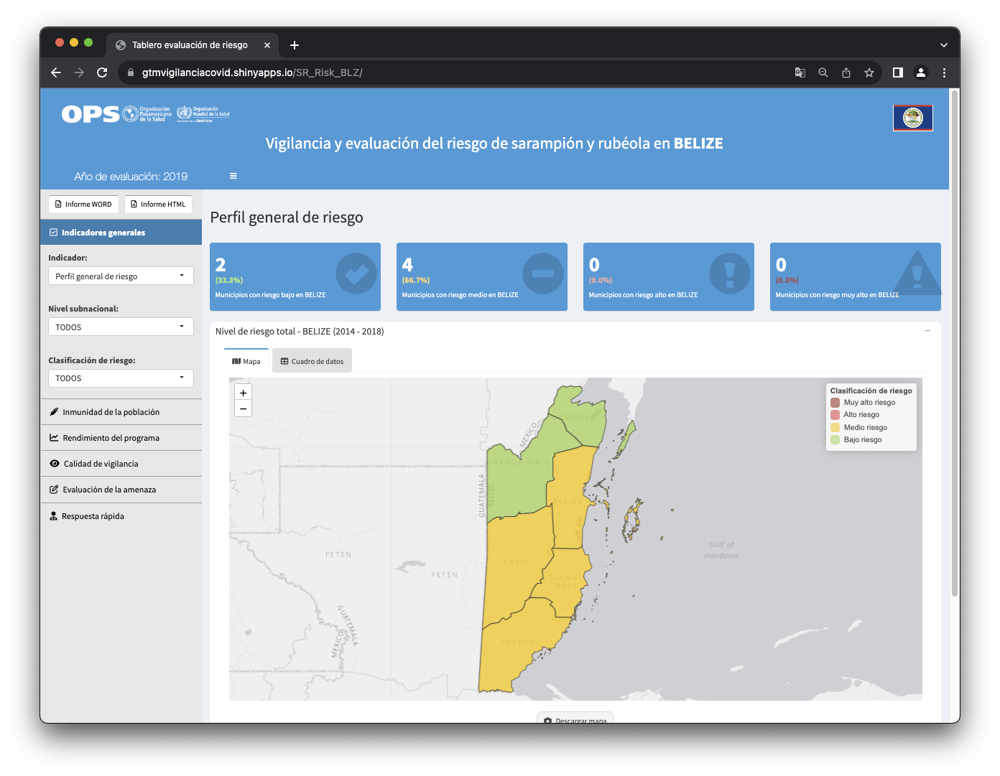 Tablero evaluación de riesgo
gtmvigilanciacovid.shinyapps.io/SR_Risk_BLZ/
OPS
Organización
Panamericana
de la Salud
Organización
Mundial de la Salud
Américas
Vigilancia y evaluación del riesgo de sarampión y rubéola en BELIZE
Año de evaluación: 2019
Informe WORD
Informe HTML
Indicadores generales
Indicador:
Perfil general de riesgo
Nivel subnacional:
TODOS
Clasificación de riesgo:
TODOS
Inmunidad de la población
Rendimiento del programa
Calidad de vigilancia
Evaluación de la amenaza
Respuesta rápida
Perfil general de riesgo
2
(33.3%)
Municipios con riesgo bajo en BELIZE
4
(66.7%)
Municipios con riesgo medio en BELIZE
0
(0.0%)
Municipios con riesgo alto en BELIZE
0
(0.0%)
Municipios con riesgo muy alto en BELIZE
Nivel de riesgo total - BELIZE (2014 - 2018)
Mapa
Cuadro de datos
+
−
Clasificación de riesgo
Muy alto riesgo
Alto riesgo
Medio riesgo
Bajo riesgo
COROZAL
MEXICO
ORANGE WALK
GUATEMALA
BELIZE
BELIZE
Gulf of
Honduras
PETÉN
CAYO
PETÉN
STANN
CREEK
GUATEMALA
MEXICO
TOLEDO
Descargar mapa